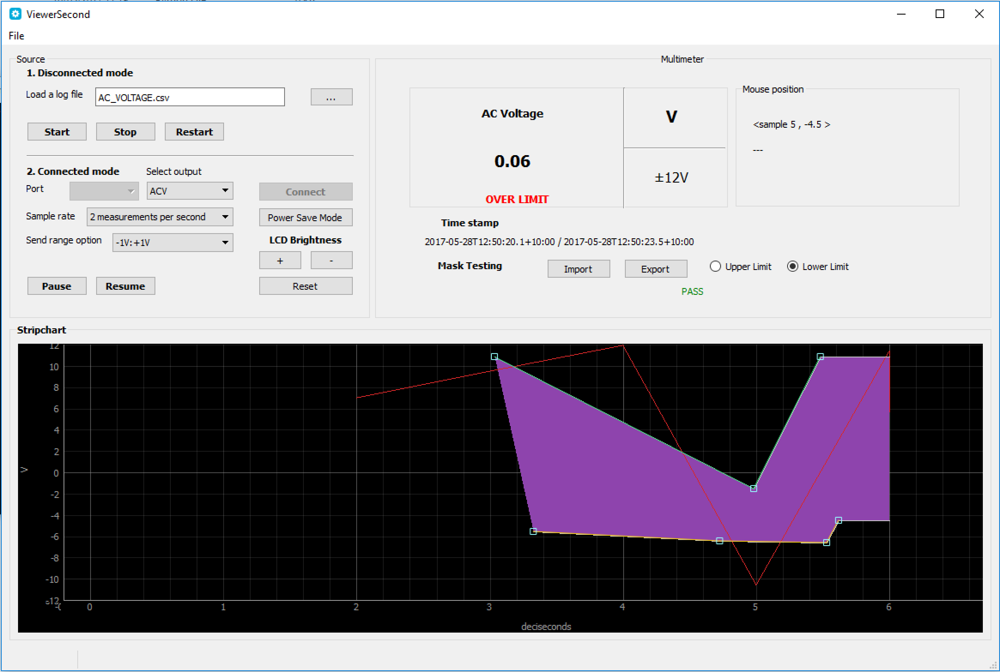 ViewerSecond
File
Source
1. Disconnected mode
Load a log file AC_VOLTAGE.csv ...
Start Stop Restart
2. Connected mode Select output
Port ACV Connect
Sample rate 2 measurements per second Power Save Mode
Send range option -1V:+1V LCD Brightness
+ -
Pause Resume Reset
Multimeter
AC Voltage V
0.06 ±12V
OVER LIMIT
Mouse position
<sample 5 , -4.5 >
---
Time stamp
2017-05-28T12:50:20.1+10:00 / 2017-05-28T12:50:23.5+10:00
Mask Testing Import Export Upper Limit Lower Limit
PASS
Stripchart
12
10
8
6
4
2
0
-2
-4
-6
-8
-10
-12
V
0 1 2 3 4 5 6
deciseconds